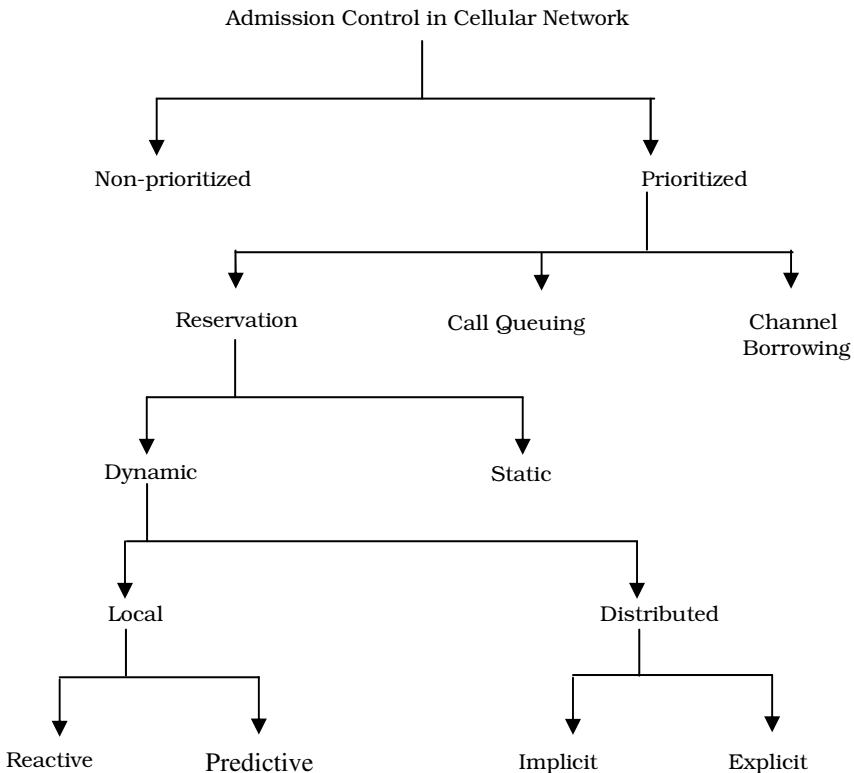 Admission Control in Cellular Network
Non-prioritized
Prioritized
Reservation
Call Queuing
Channel
Borrowing
Dynamic
Static
Local
Distributed
Reactive
Predictive
Implicit
Explicit